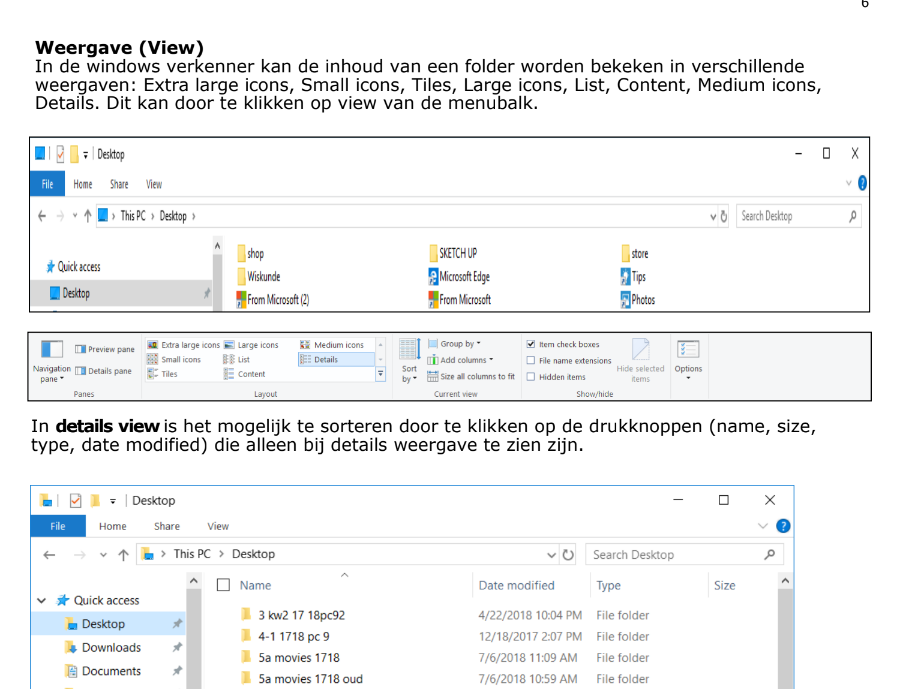 6
Weergave (View)
In de windows verkenner kan de inhoud van een folder worden bekeken in verschillende
weergaven: Extra large icons, Small icons, Tiles, Large icons, List, Content, Medium icons,
Details. Dit kan door te klikken op view van de menubalk.
Desktop
File Home Share View
This PC > Desktop >
Search Desktop
Quick access
Desktop
shop SKETCH UP store
Wiskunde Microsoft Edge Tips
From Microsoft (2) From Microsoft Photos
Navigation pane
Preview pane
Details pane
Panes
Extra large icons Large icons Medium icons
Small icons List Details
Tiles Content
Layout
Sort by
Group by
Add columns
Size all columns to fit
Current view
Item check boxes
File name extensions
Hidden items
Hide selected items
Show/hide
Options
In details view is het mogelijk te sorteren door te klikken op de drukknoppen (name, size,
type, date modified) die alleen bij details weergave te zien zijn.
Desktop
File Home Share View
This PC > Desktop
Search Desktop
Quick access
Desktop
Downloads
Documents
Name Date modified Type Size
3 kw2 17 18pc92 4/22/2018 10:04 PM File folder
4-1 1718 pc 9 12/18/2017 2:07 PM File folder
5a movies 1718 7/6/2018 11:09 AM File folder
5a movies 1718 oud 7/6/2018 10:59 AM File folder